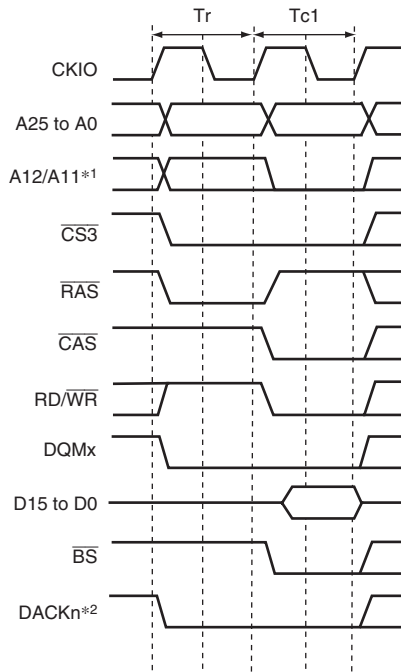 Tr Tc1
CKIO
A25 to A0
A12/A11*1
CS3
RAS
CAS
RD/WR
DQMx
D15 to D0
BS
DACKn*2